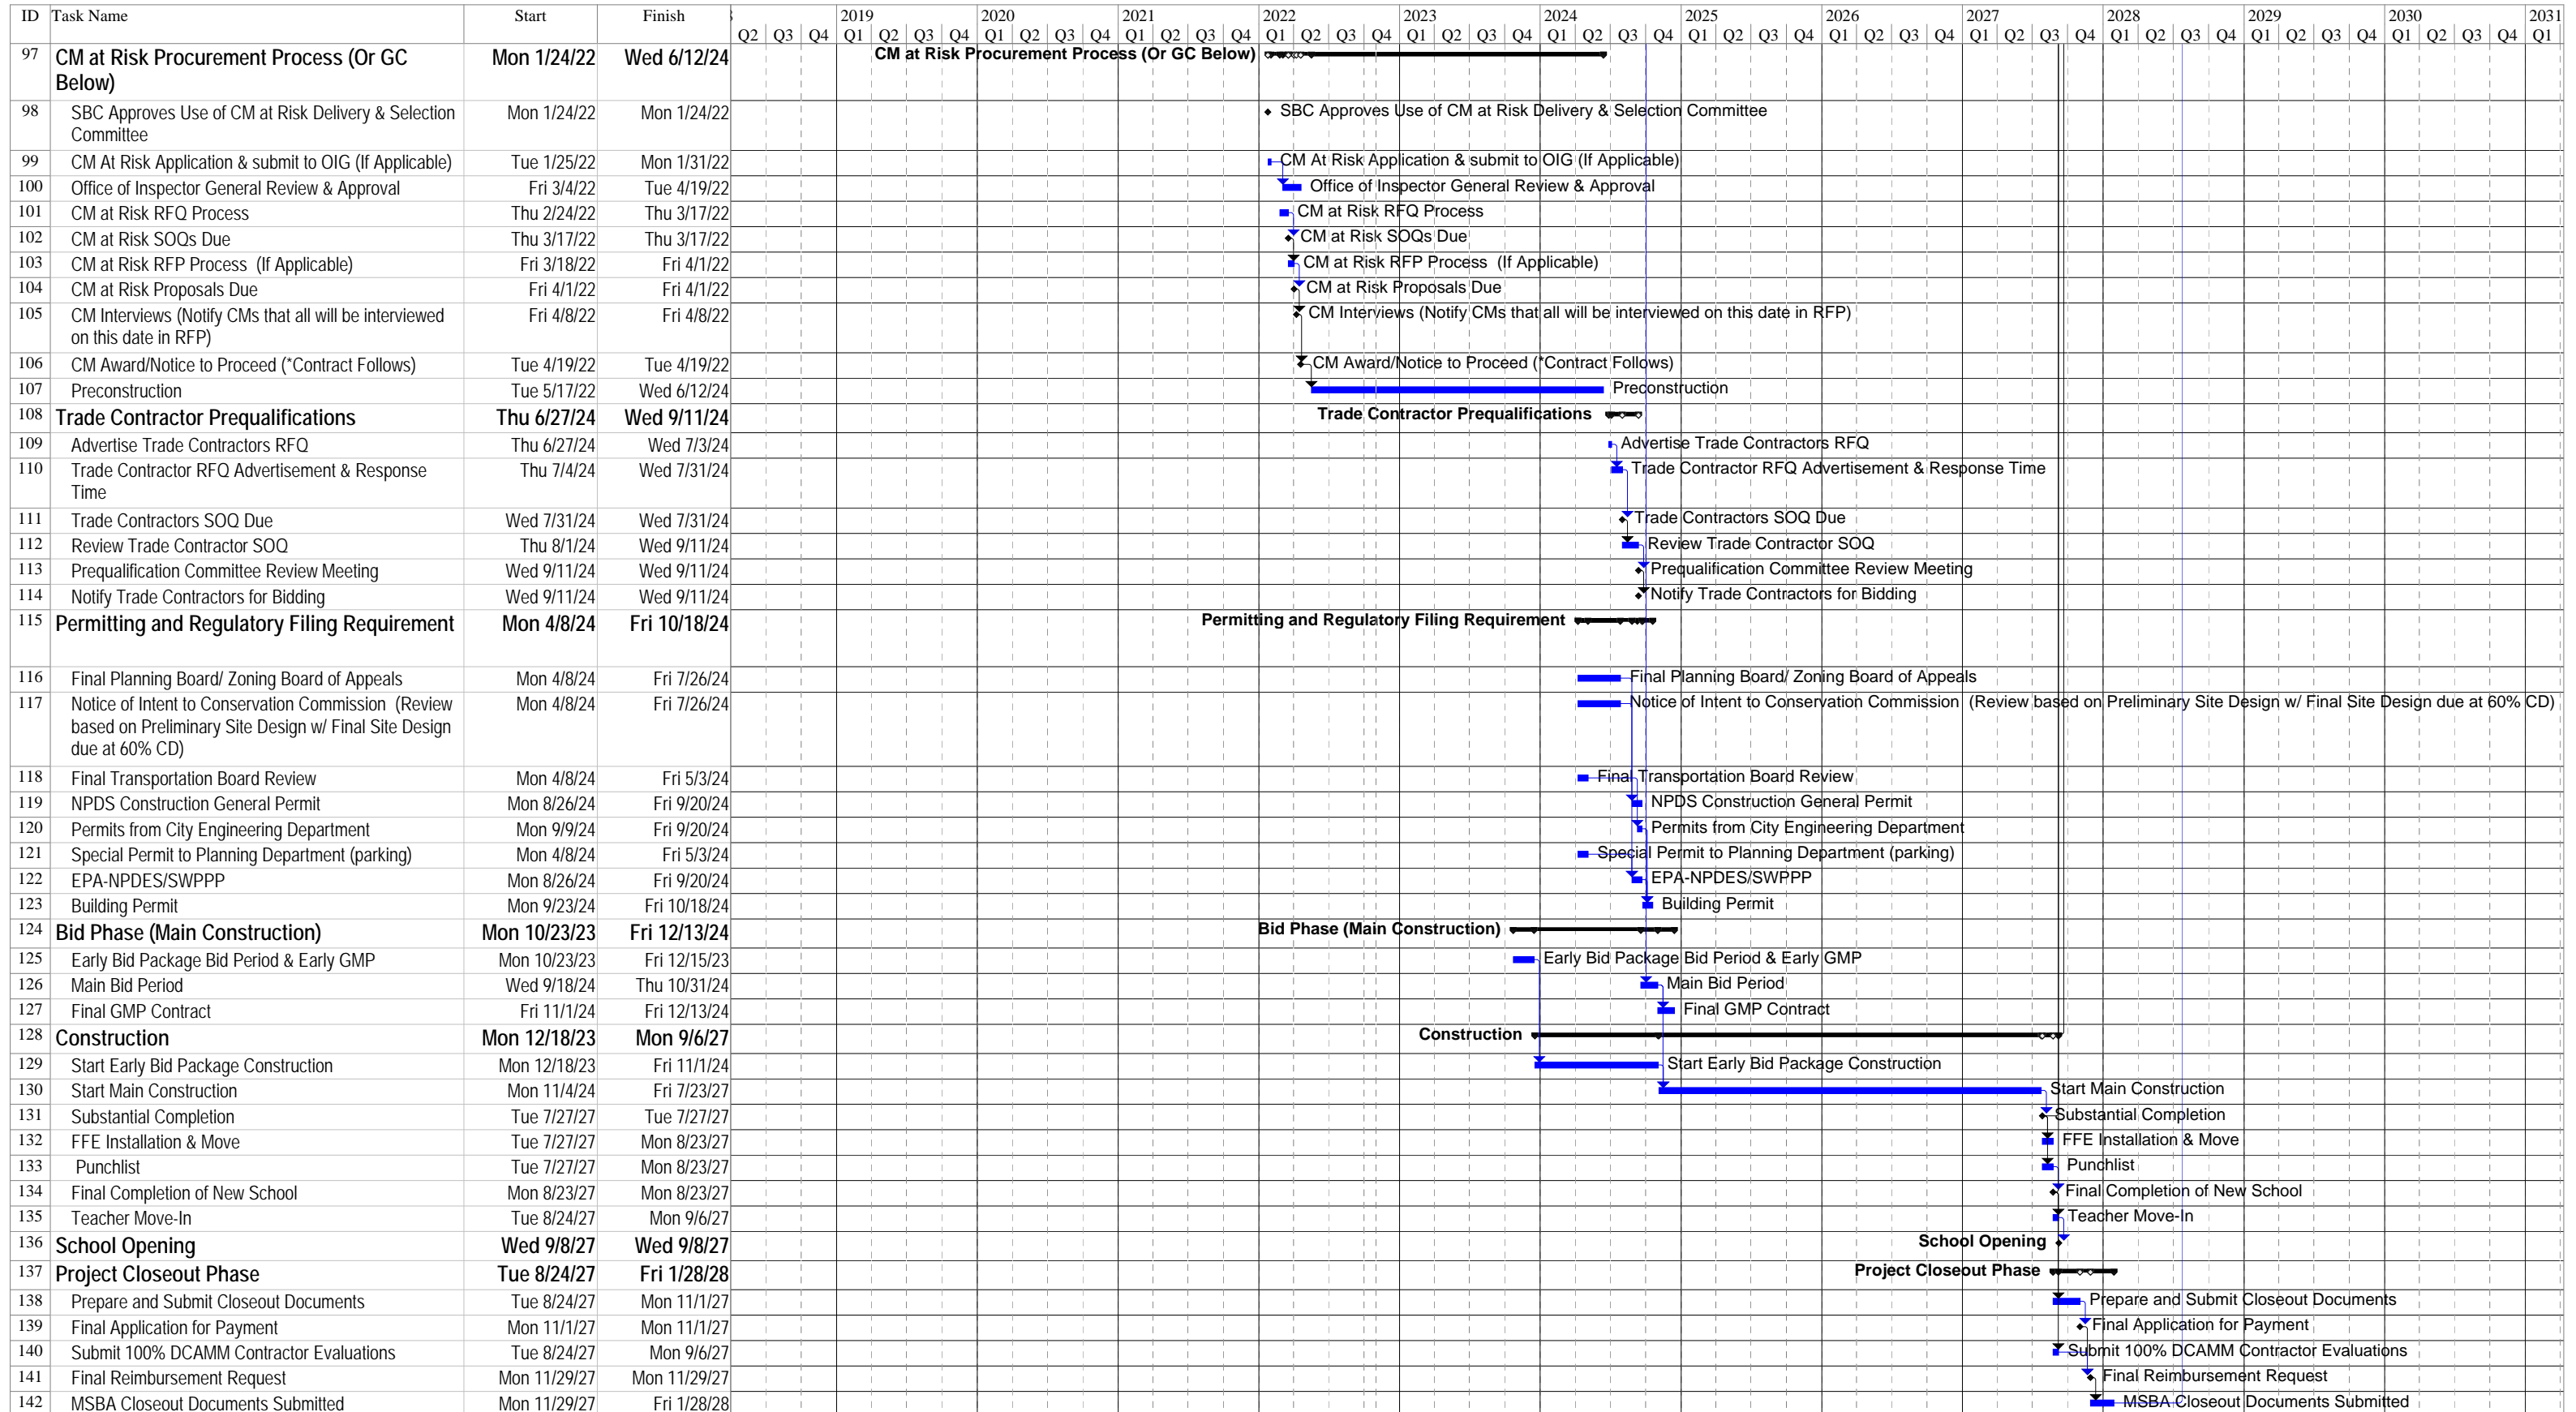 ID Task Name Start Finish 2019 2020 2021 2022 2023 2024 2025 2026 2027 2028 2029 2030 2031
Q2 Q3 Q4 Q1 Q2 Q3 Q4 Q1 Q2 Q3 Q4 Q1 Q2 Q3 Q4 Q1 Q2 Q3 Q4 Q1 Q2 Q3 Q4 Q1 Q2 Q3 Q4 Q1 Q2 Q3 Q4 Q1 Q2 Q3 Q4 Q1 Q2 Q3 Q4 Q1 Q2 Q3 Q4 Q1 Q2 Q3 Q4 Q1 Q2 Q3 Q4 Q1
97 CM at Risk Procurement Process (Or GC Mon 1/24/22 Wed 6/12/24 CM at Risk Procurement Process (Or GC Below)
Below)
98 SBC Approves Use of CM at Risk Delivery & Selection Mon 1/24/22 Mon 1/24/22 SBC Approves Use of CM at Risk Delivery & Selection Committee
Committee
99 CM At Risk Application & submit to OIG (If Applicable) Tue 1/25/22 Mon 1/31/22 CM At Risk Application & submit to OIG (If Applicable)
100 Office of Inspector General Review & Approval Fri 3/4/22 Tue 4/19/22 Office of Inspector General Review & Approval
101 CM at Risk RFQ Process Thu 2/24/22 Thu 3/17/22 CM at Risk RFQ Process
102 CM at Risk SOQs Due Thu 3/17/22 Thu 3/17/22 CM at Risk SOQs Due
103 CM at Risk RFP Process (If Applicable) Fri 3/18/22 Fri 4/1/22 CM at Risk RFP Process (If Applicable)
104 CM at Risk Proposals Due Fri 4/1/22 Fri 4/1/22 CM at Risk Proposals Due
105 CM Interviews (Notify CMs that all will be interviewed Fri 4/8/22 Fri 4/8/22 CM Interviews (Notify CMs that all will be interviewed on this date in RFP)
on this date in RFP)
106 CM Award/Notice to Proceed (*Contract Follows) Tue 4/19/22 Tue 4/19/22 CM Award/Notice to Proceed (*Contract Follows)
107 Preconstruction Tue 5/17/22 Wed 6/12/24 Preconstruction
108 Trade Contractor Prequalifications Thu 6/27/24 Wed 9/11/24 Trade Contractor Prequalifications
109 Advertise Trade Contractors RFQ Thu 6/27/24 Wed 7/3/24 Advertise Trade Contractors RFQ
110 Trade Contractor RFQ Advertisement & Response Thu 7/4/24 Wed 7/31/24 Trade Contractor RFQ Advertisement & Response Time
Time
111 Trade Contractors SOQ Due Wed 7/31/24 Wed 7/31/24 Trade Contractors SOQ Due
112 Review Trade Contractor SOQ Thu 8/1/24 Wed 9/11/24 Review Trade Contractor SOQ
113 Prequalification Committee Review Meeting Wed 9/11/24 Wed 9/11/24 Prequalification Committee Review Meeting
114 Notify Trade Contractors for Bidding Wed 9/11/24 Wed 9/11/24 Notify Trade Contractors for Bidding
115 Permitting and Regulatory Filing Requirement Mon 4/8/24 Fri 10/18/24 Permitting and Regulatory Filing Requirement
116 Final Planning Board/ Zoning Board of Appeals Mon 4/8/24 Fri 7/26/24 Final Planning Board/ Zoning Board of Appeals
117 Notice of Intent to Conservation Commission (Review Mon 4/8/24 Fri 7/26/24 Notice of Intent to Conservation Commission (Review based on Preliminary Site Design w/ Final Site Design due at 60% CD)
based on Preliminary Site Design w/ Final Site Design
due at 60% CD)
118 Final Transportation Board Review Mon 4/8/24 Fri 5/3/24 Final Transportation Board Review
119 NPDS Construction General Permit Mon 8/26/24 Fri 9/20/24 NPDS Construction General Permit
120 Permits from City Engineering Department Mon 9/9/24 Fri 9/20/24 Permits from City Engineering Department
121 Special Permit to Planning Department (parking) Mon 4/8/24 Fri 5/3/24 Special Permit to Planning Department (parking)
122 EPA-NPDES/SWPPP Mon 8/26/24 Fri 9/20/24 EPA-NPDES/SWPPP
123 Building Permit Mon 9/23/24 Fri 10/18/24 Building Permit
124 Bid Phase (Main Construction) Mon 10/23/23 Fri 12/13/24 Bid Phase (Main Construction)
125 Early Bid Package Bid Period & Early GMP Mon 10/23/23 Fri 12/15/23 Early Bid Package Bid Period & Early GMP
126 Main Bid Period Wed 9/18/24 Thu 10/31/24 Main Bid Period
127 Final GMP Contract Fri 11/1/24 Fri 12/13/24 Final GMP Contract
128 Construction Mon 12/18/23 Mon 9/6/27 Construction
129 Start Early Bid Package Construction Mon 12/18/23 Fri 11/1/24 Start Early Bid Package Construction
130 Start Main Construction Mon 11/4/24 Fri 7/23/27 Start Main Construction
131 Substantial Completion Tue 7/27/27 Tue 7/27/27 Substantial Completion
132 FFE Installation & Move Tue 7/27/27 Mon 8/23/27 FFE Installation & Move
133 Punchlist Tue 7/27/27 Mon 8/23/27 Punchlist
134 Final Completion of New School Mon 8/23/27 Mon 8/23/27 Final Completion of New School
135 Teacher Move-In Tue 8/24/27 Mon 9/6/27 Teacher Move-In
136 School Opening Wed 9/8/27 Wed 9/8/27 School Opening
137 Project Closeout Phase Tue 8/24/27 Fri 1/28/28 Project Closeout Phase
138 Prepare and Submit Closeout Documents Tue 8/24/27 Mon 11/1/27 Prepare and Submit Closeout Documents
139 Final Application for Payment Mon 11/1/27 Mon 11/1/27 Final Application for Payment
140 Submit 100% DCAMM Contractor Evaluations Tue 8/24/27 Mon 9/6/27 Submit 100% DCAMM Contractor Evaluations
141 Final Reimbursement Request Mon 11/29/27 Mon 11/29/27 Final Reimbursement Request
142 MSBA Closeout Documents Submitted Mon 11/29/27 Fri 1/28/28 MSBA Closeout Documents Submitted